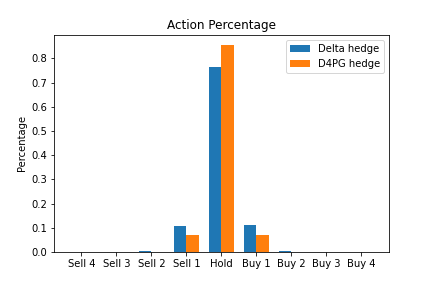 Action Percentage
Delta hedge
D4PG hedge
Percentage
0.8
0.7
0.6
0.5
0.4
0.3
0.2
0.1
0.0
Sell 4 Sell 3 Sell 2 Sell 1 Hold Buy 1 Buy 2 Buy 3 Buy 4